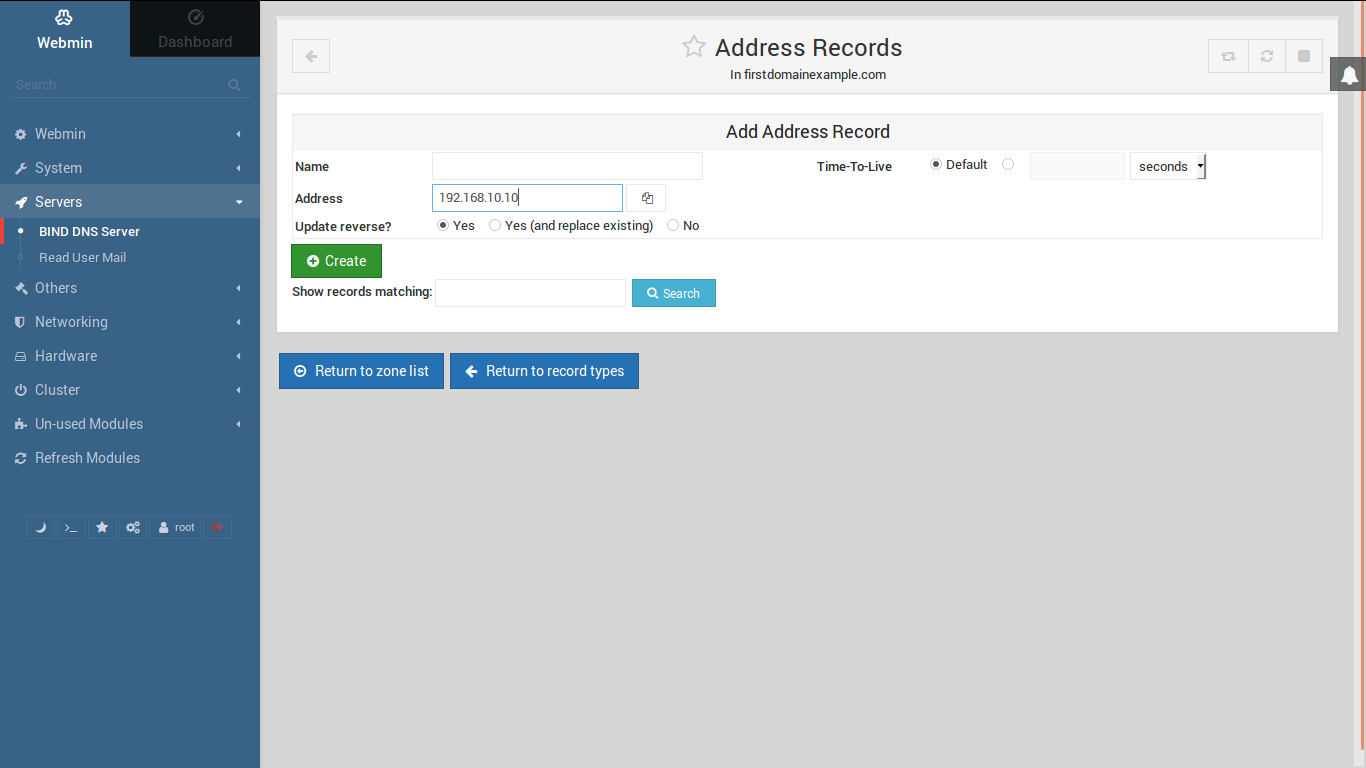 Webmin
Dashboard
Search
Webmin
System
Servers
BIND DNS Server
Read User Mail
Others
Networking
Hardware
Cluster
Un-used Modules
Refresh Modules
>_ root
Address Records
In firstdomainexample.com
Add Address Record
Name Time-To-Live Default seconds
Address 192.168.10.10
Update reverse? Yes Yes (and replace existing) No
Create
Show records matching: Search
Return to zone list Return to record types